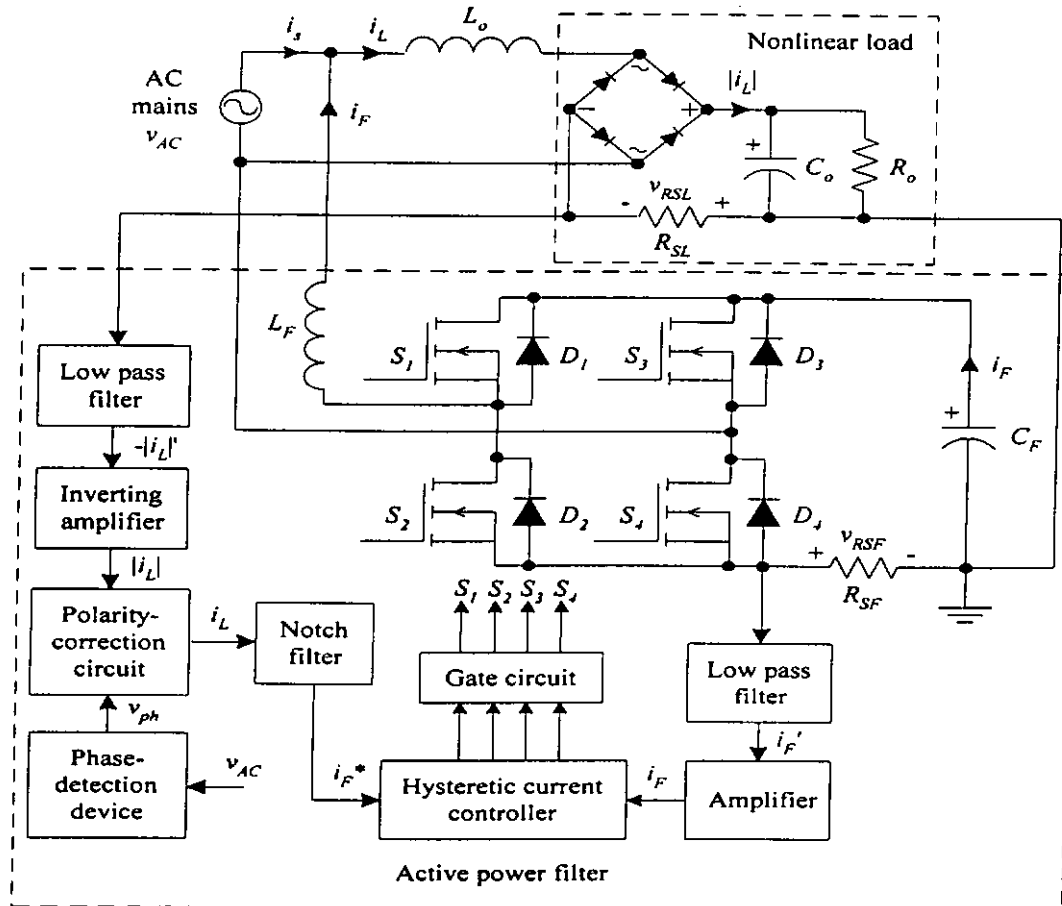 i_s
i_L
L_o
Nonlinear load
AC
mains
v_AC
i_F
~
−
+
~
|i_L|
+
C_o
R_o
- v_RSL +
R_SL
L_F
S_1
D_1
S_3
D_3
i_F
+
C_F
Low pass
filter
-|i_L|'
Inverting
amplifier
|i_L|
S_2
D_2
S_4
D_4
+ v_RSF -
R_SF
Polarity-
correction
circuit
i_L
Notch
filter
S_1 S_2 S_3 S_4
Gate circuit
Low pass
filter
v_ph
i_F'
Phase-
detection
device
v_AC
i_F*
Hysteretic current
controller
i_F
Amplifier
Active power filter